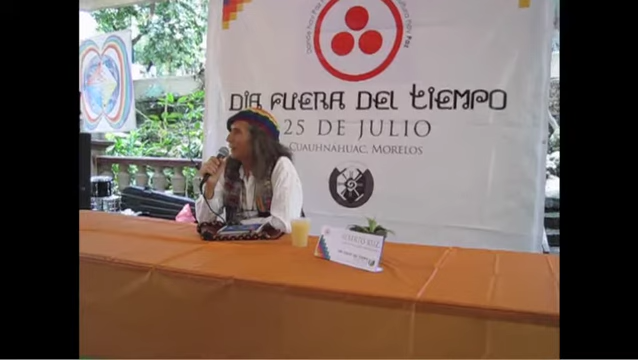 DIA FUERA DEL TIEMPO
25 DE JULIO
CUAUHNAHUAC, MORELOS